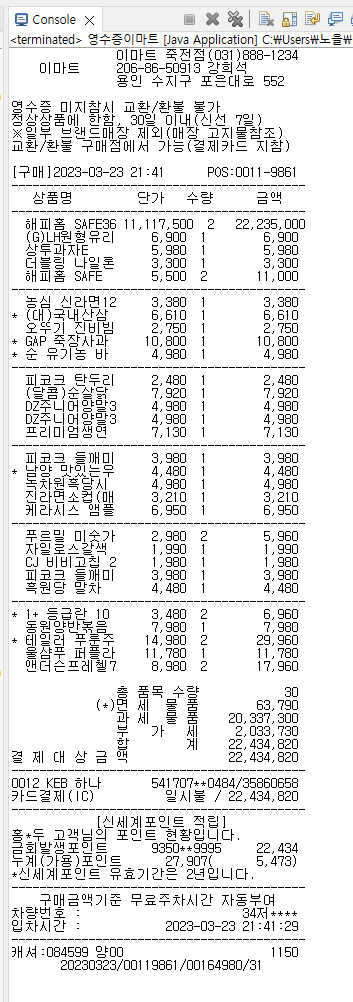 Console
<terminated> 영수증이마트 [Java Application] C:₩Users₩노을₩
이마트 죽전점(031)888-1234
이마트 206-86-50913 강희석
용인 수지구 포은대로 552
영수증 미지참시 교환/환불 불가
정상상품에 한함, 30일 이내(신선 7일)
※일부 브랜드매장 제외(매장 고지물참조)
교환/환불 구매점에서 가능(결제카드 지참)
[구매]2023-03-23 21:41 POS:0011-9861
상품명 단가 수량 금액
해피홈 SAFE36 11,117,500 2 22,235,000
(G)LH원형유리 6,900 1 6,900
상투과자E 5,980 1 5,980
더블링 나일론 3,300 1 3,300
해피홈 SAFE 5,500 2 11,000
농심 신라면12 3,380 1 3,380
* (대)국내산삼 6,610 1 6,610
오뚜기 진비빔 2,750 1 2,750
* GAP 죽장사과 10,800 1 10,800
* 순 유기농 바 4,980 1 4,980
피코크 탄두리 2,480 1 2,480
(달콤)순살닭 7,920 1 7,920
DZ주니어양말3 4,980 1 4,980
DZ주니어양말3 4,980 1 4,980
프리미엄생연 7,130 1 7,130
피코크 들깨미 3,980 1 3,980
* 남양 맛있는우 4,480 1 4,480
녹차원흑당시 4,980 1 4,980
진라면소컵(매 3,210 1 3,210
케라시스 앰플 6,950 1 6,950
푸르밀 미숫가 2,980 2 5,960
자일로스갈색 1,990 1 1,990
CJ 비비고칩 2 1,980 1 1,980
피코크 들깨미 3,980 1 3,980
흑원당 말차 4,480 1 4,480
* 1+ 등급란 10 3,480 2 6,960
동원양반볶음 7,980 1 7,980
* 테일러 푸룬주 14,980 2 29,960
울샴푸 퍼플라 11,780 1 11,780
앤더슨프레첼7 8,980 2 17,960
총 품목 수량 30
(*)면 세 물 품 63,790
과 세 물 품 20,337,300
부 가 세 2,033,730
합 계 22,434,820
결 제 대 상 금 액 22,434,820
0012 KEB 하나 541707**0484/35860658
카드결제(IC) 일시불 / 22,434,820
[신세계포인트 적립]
홍*두 고객님의 포인트 현황입니다.
금회발생포인트 9350**9995 22,434
누계(가용)포인트 27,907( 5,473)
*신세계포인트 유효기간은 2년입니다.
구매금액기준 무료주차시간 자동부여
차량번호 : 34저****
입차시간 : 2023-03-23 21:41:29
캐셔:084599 양00 1150
20230323/00119861/00164980/31